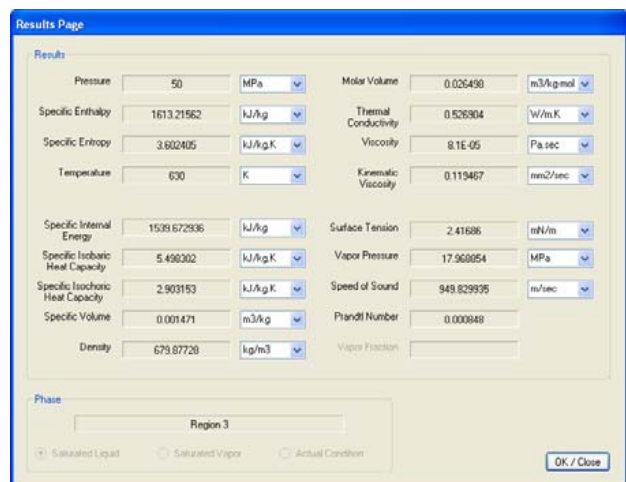 Results Page
Results
Pressure 50 MPa
Molar Volume 0.026498 m3/kg-mol
Specific Enthalpy 1613.21562 kJ/kg
Thermal Conductivity 0.526904 W/m.K
Specific Entropy 3.602405 kJ/kg.K
Viscosity 8.1E-05 Pa.sec
Temperature 630 K
Kinematic Viscosity 0.119467 mm2/sec
Specific Internal Energy 1539.672936 kJ/kg
Surface Tension 2.41686 mN/m
Specific Isobaric Heat Capacity 5.498302 kJ/kg.K
Vapor Pressure 17.968054 MPa
Specific Isochoric Heat Capacity 2.903153 kJ/kg.K
Speed of Sound 949.829935 m/sec
Specific Volume 0.001471 m3/kg
Prandtl Number 0.000848
Density 679.87728 kg/m3
Vapor Fraction
Phase
Region 3
Saturated Liquid
Saturated Vapor
Actual Condition
OK / Close